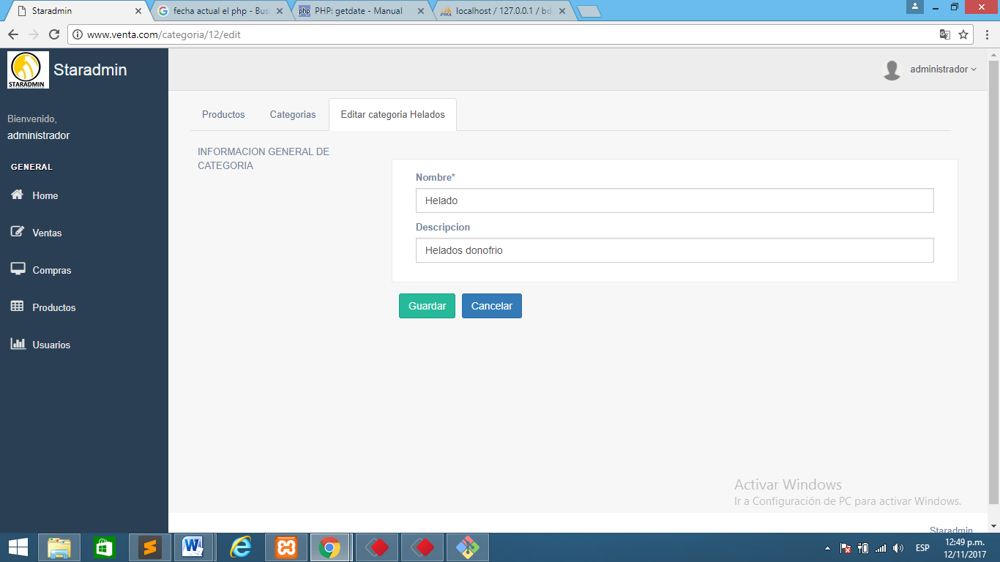 Staradmin
fecha actual el php - Bus
PHP: getdate - Manual
localhost / 127.0.0.1 / bd
www.venta.com/categoria/12/edit
STARADMIN
Staradmin
administrador
Bienvenido,
administrador
GENERAL
Home
Ventas
Compras
Productos
Usuarios
Productos
Categorias
Editar categoria Helados
INFORMACION GENERAL DE
CATEGORIA
Nombre*
Helado
Descripcion
Helados donofrio
Guardar
Cancelar
Activar Windows
Ir a Configuración de PC para activar Windows.
Staradmin
ESP
12:49 p.m.
12/11/2017